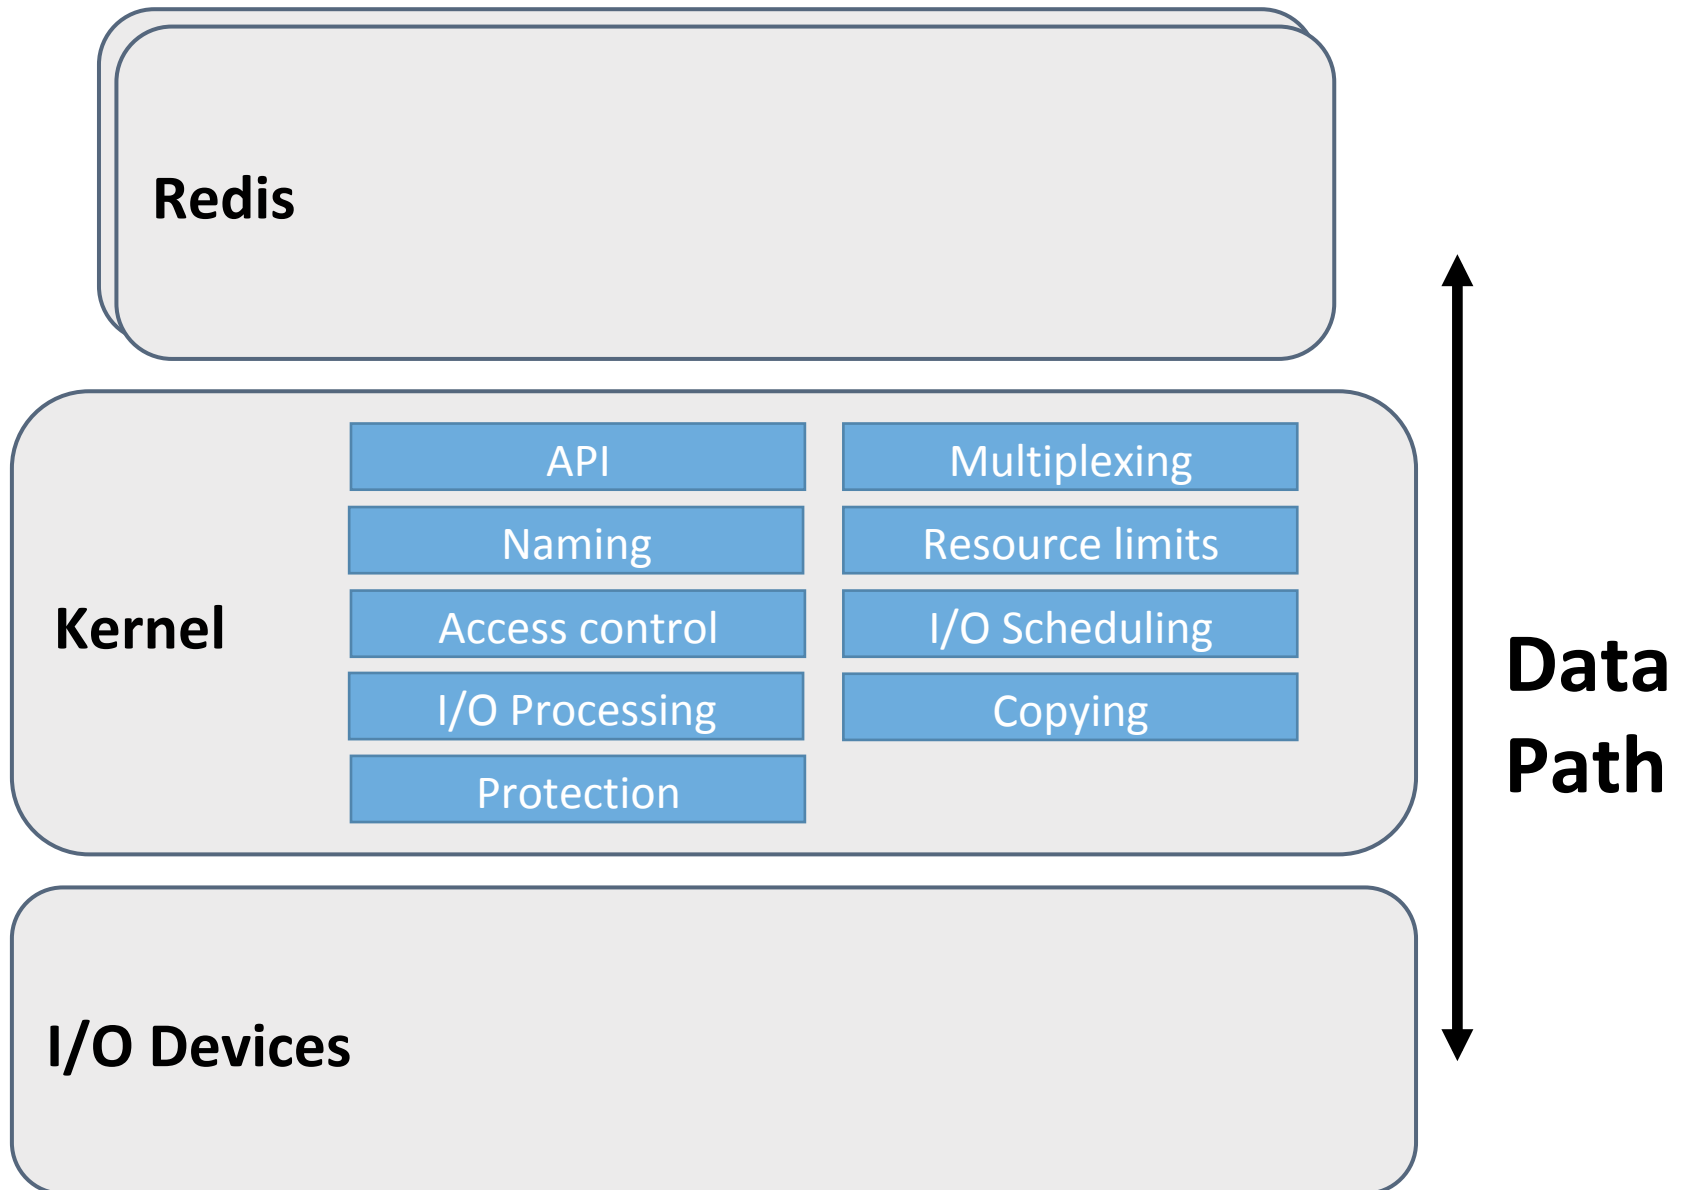 Redis
Kernel
API
Multiplexing
Naming
Resource limits
Access control
I/O Scheduling
I/O Processing
Copying
Protection
Data
Path
I/O Devices